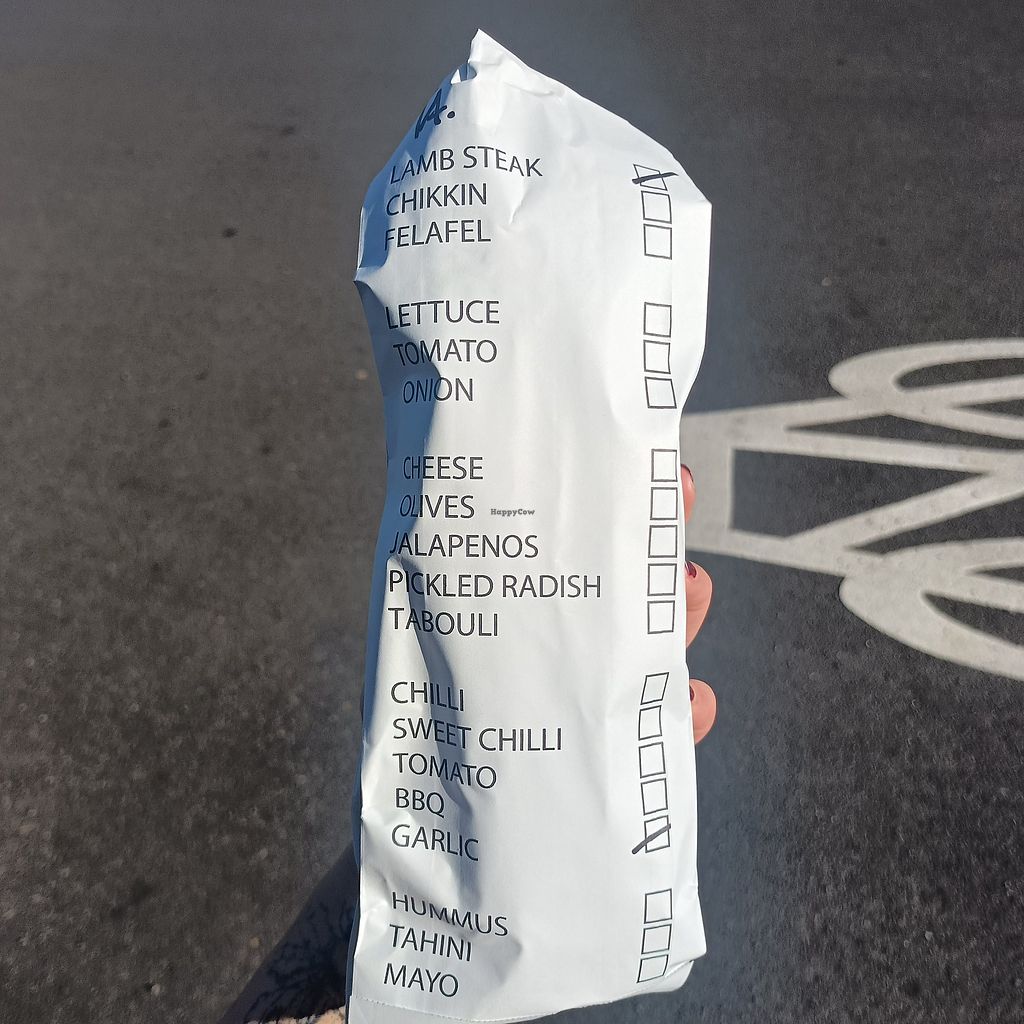 LAMB STEAK
CHIKKIN
FELAFEL
LETTUCE
TOMATO
ONION
CHEESE
OLIVES
HappyCow
JALAPENOS
PICKLED RADISH
TABOULI
CHILLI
SWEET CHILLI
TOMATO
BBQ
GARLIC
HUMMUS
TAHINI
MAYO